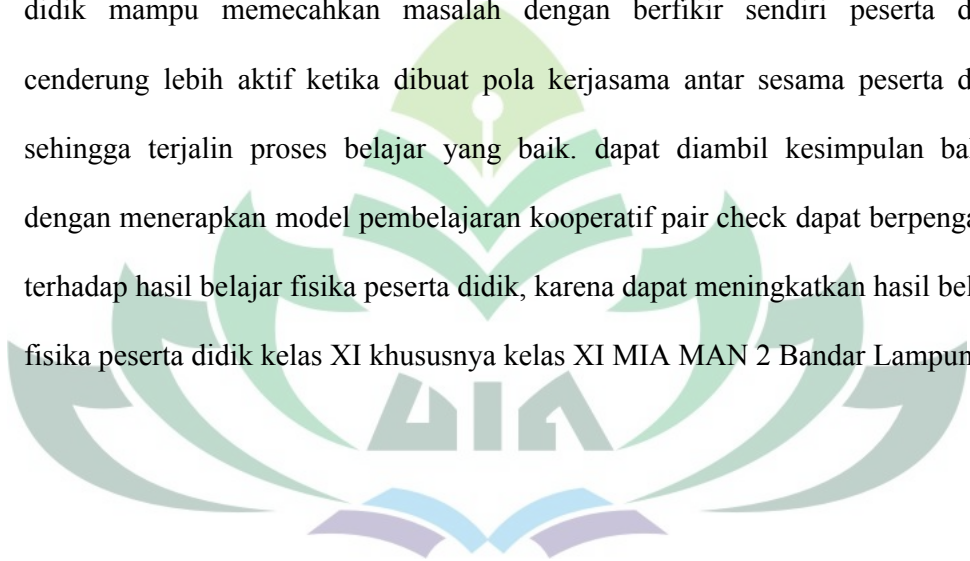 didik mampu memecahkan masalah dengan berfikir sendiri peserta d
cenderung lebih aktif ketika dibuat pola kerjasama antar sesama peserta d
sehingga terjalin proses belajar yang baik. dapat diambil kesimpulan bal
dengan menerapkan model pembelajaran kooperatif pair check dapat berpenga
terhadap hasil belajar fisika peserta didik, karena dapat meningkatkan hasil bel
fisika peserta didik kelas XI khususnya kelas XI MIA MAN 2 Bandar Lampun
UIN